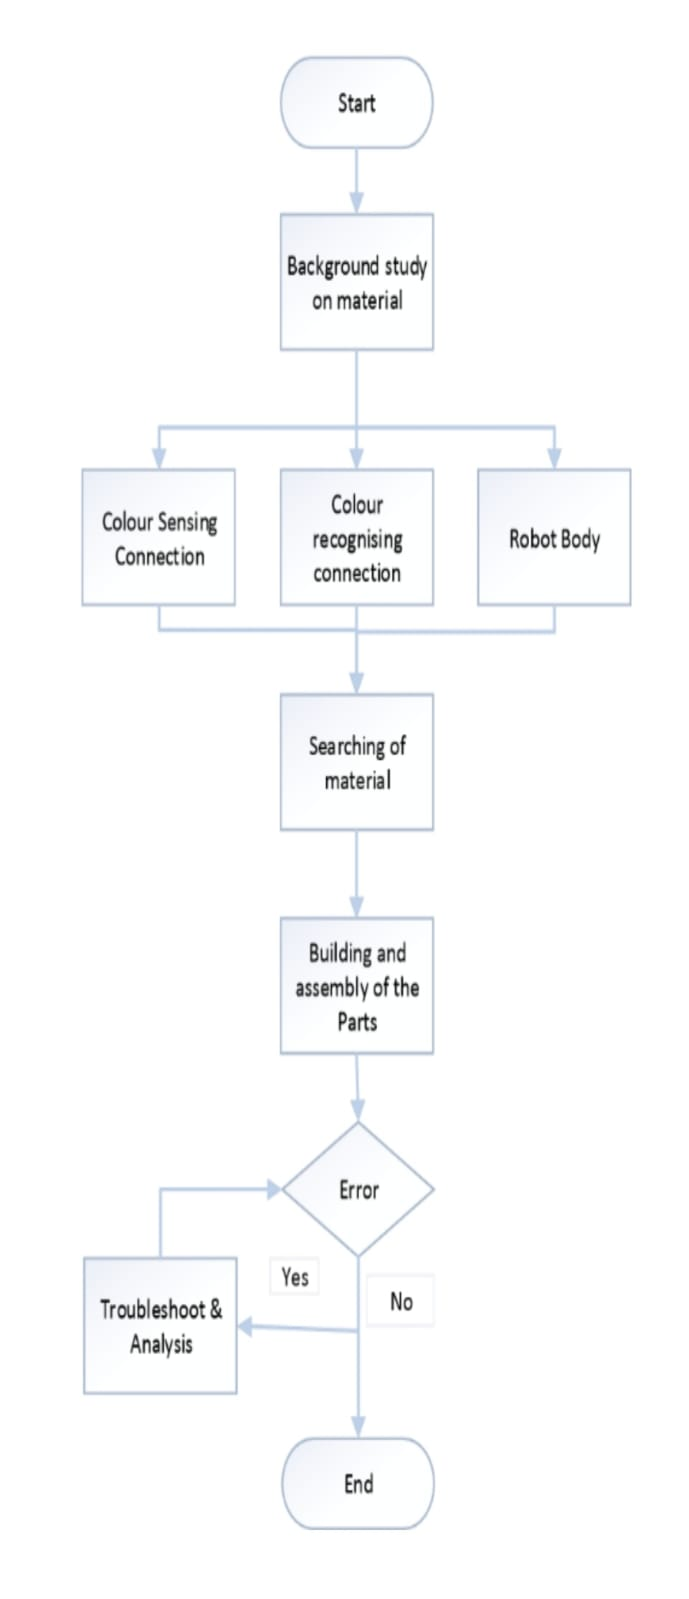 Start
Background study
on material
Colour Sensing
Connection
Colour
recognising
connection
Robot Body
Searching of
material
Building and
assembly of the
Parts
Error
Yes
No
Troubleshoot &
Analysis
End